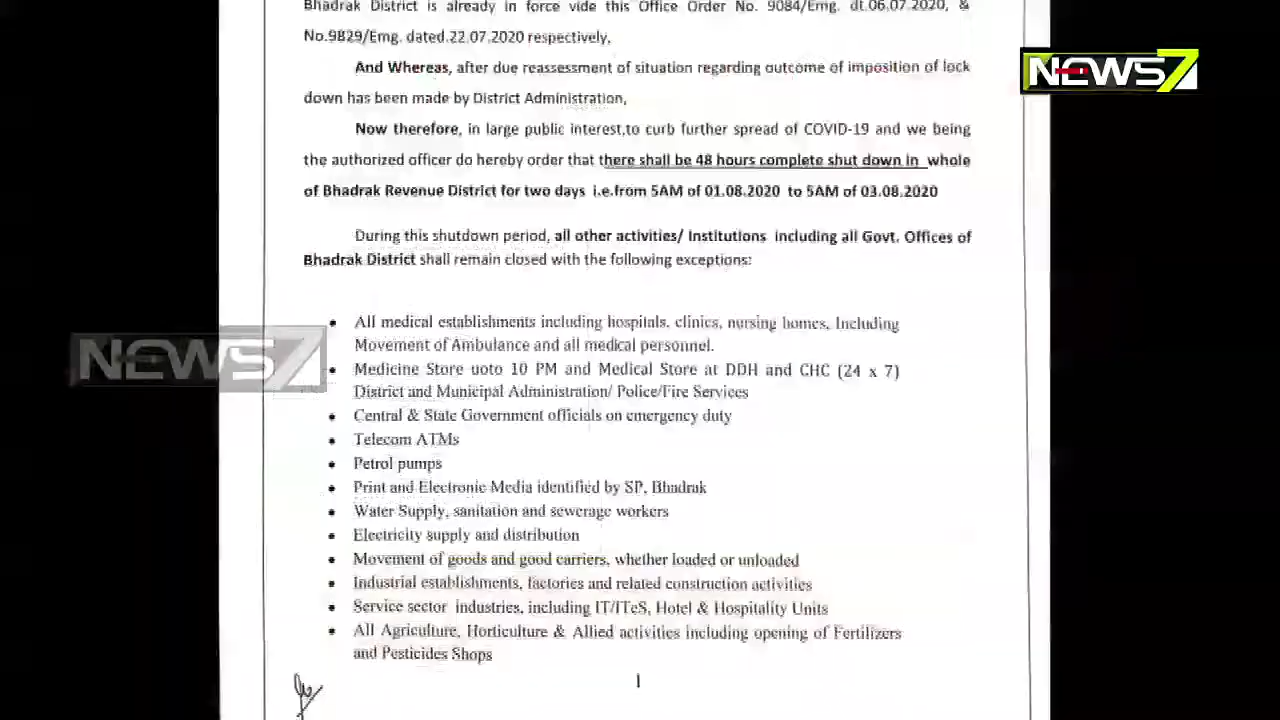 Bhadrak District is already in force vide this Office Order No. 9084/Emg. dt.06.07.2020, &
No.9829/Emg. dated.22.07.2020 respectively,
NEWS7
And Whereas, after due reassessment of situation regarding outcome of imposition of lock
down has been made by District Administration,
Now therefore, in large public interest,to curb further spread of COVID-19 and we being
the authorized officer do hereby order that there shall be 48 hours complete shut down in whole
of Bhadrak Revenue District for two days i.e.from 5AM of 01.08.2020 to 5AM of 03.08.2020
During this shutdown period, all other activities/ Institutions including all Govt. Offices of
Bhadrak District shall remain closed with the following exceptions:
• All medical establishments including hospitals, clinics, nursing homes, Including
Movement of Ambulance and all medical personnel.
NEWS7
• Medicine Store uoto 10 PM and Medical Store at DDH and CHC (24 x 7)
District and Municipal Administration/ Police/Fire Services
• Central & State Government officials on emergency duty
• Telecom ATMs
• Petrol pumps
• Print and Electronic Media identified by SP, Bhadrak
• Water Supply, sanitation and sewerage workers
• Electricity supply and distribution
• Movement of goods and good carriers, whether loaded or unloaded
• Industrial establishments, factories and related construction activities
• Service sector industries, including IT/ITeS, Hotel & Hospitality Units
• All Agriculture, Horticulture & Allied activities including opening of Fertilizers
and Pesticides Shops
1